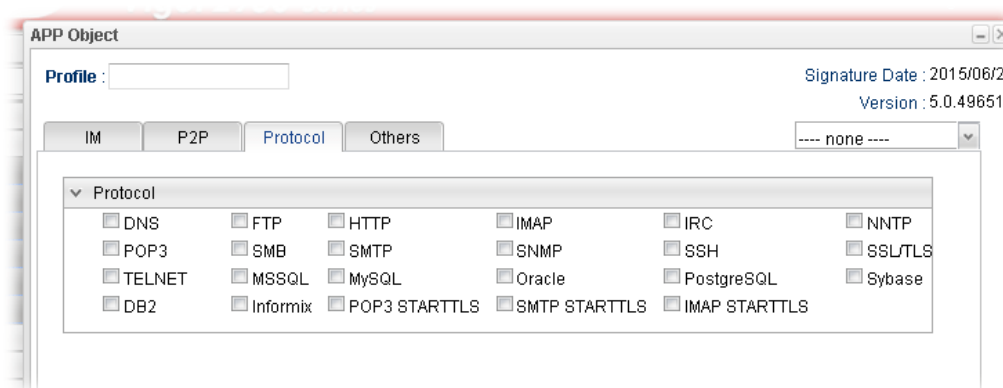 APP Object
Profile :
Signature Date : 2015/06/2
Version : 5.0.49651
IM P2P Protocol Others
---- none ----
Protocol
DNS FTP HTTP IMAP IRC NNTP
POP3 SMB SMTP SNMP SSH SSL/TLS
TELNET MSSQL MySQL Oracle PostgreSQL Sybase
DB2 Informix POP3 STARTTLS SMTP STARTTLS IMAP STARTTLS